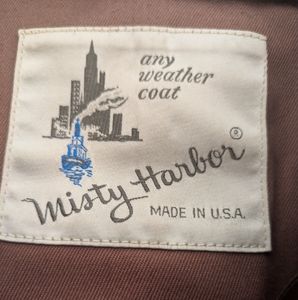 any
weather
coat
Misty Harbor ®
MADE IN U.S.A.